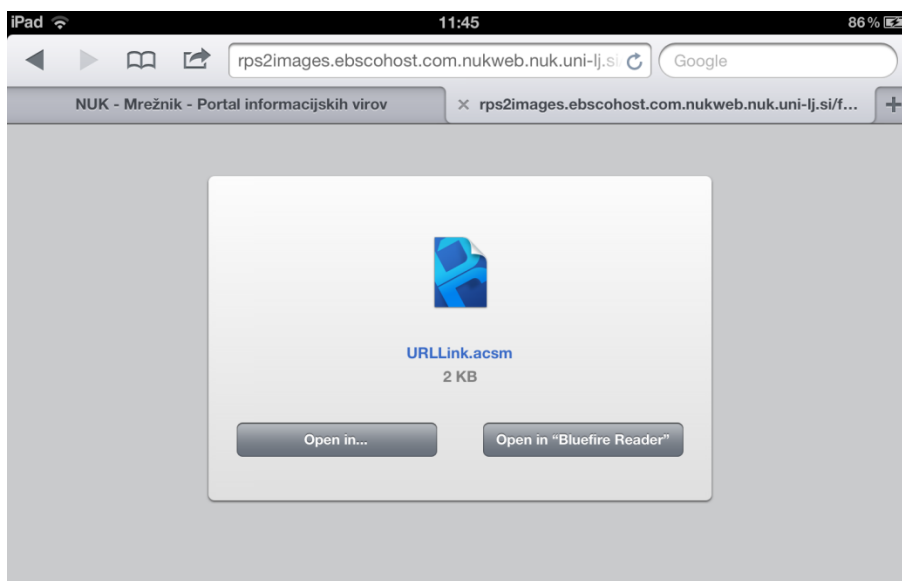 iPad 11:45 86 %
rps2images.ebscohost.com.nukweb.nuk.uni-lj.si Google
NUK - Mrežnik - Portal informacijskih virov rps2images.ebscohost.com.nukweb.nuk.uni-lj.si/f...
URLLink.acsm
2 KB
Open in... Open in “Bluefire Reader”